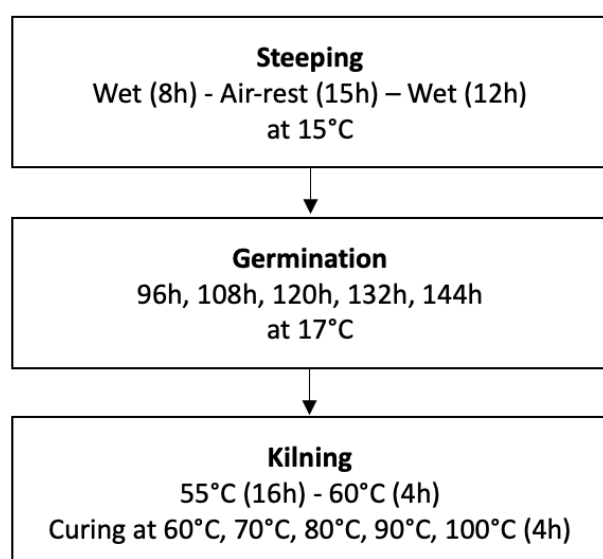 Steeping
Wet (8h) - Air-rest (15h) – Wet (12h)
at 15°C
Germination
96h, 108h, 120h, 132h, 144h
at 17°C
Kilning
55°C (16h) - 60°C (4h)
Curing at 60°C, 70°C, 80°C, 90°C, 100°C (4h)